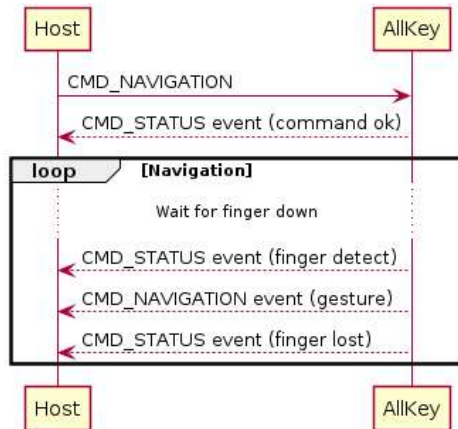 Host AllKey
CMD_NAVIGATION
CMD_STATUS event (command ok)
loop [Navigation]
Wait for finger down
CMD_STATUS event (finger detect)
CMD_NAVIGATION event (gesture)
CMD_STATUS event (finger lost)
Host AllKey